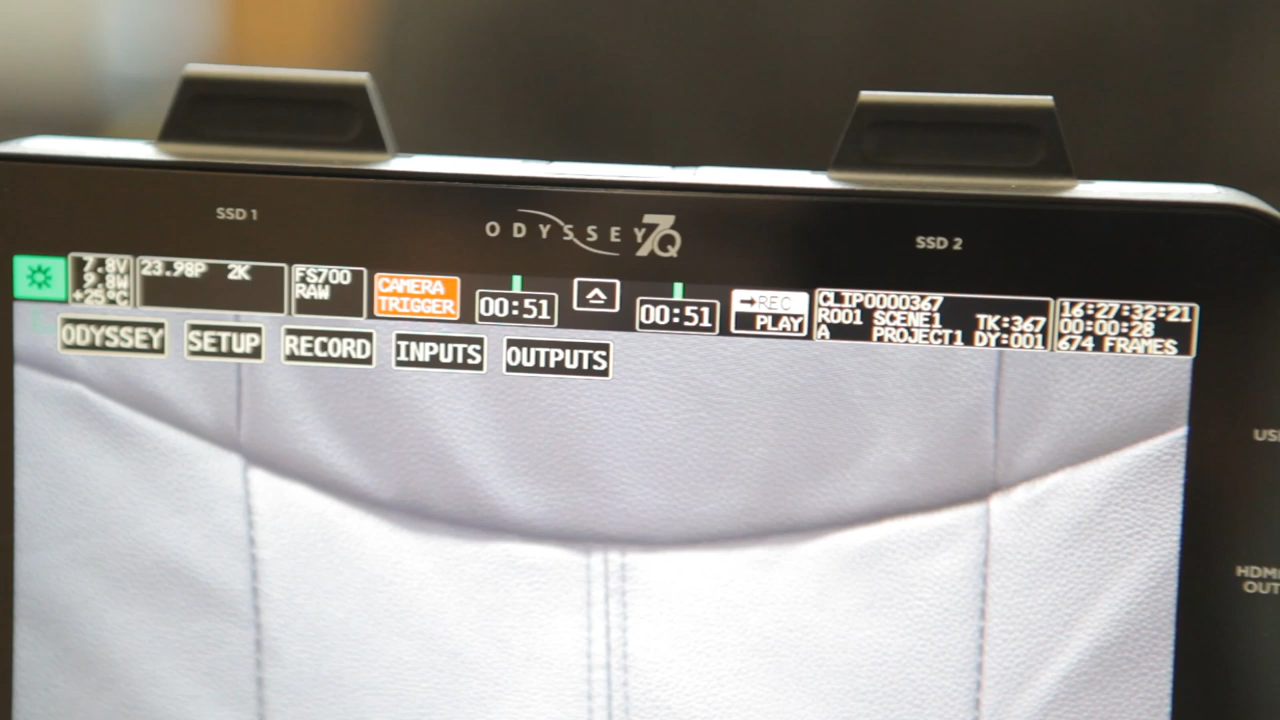 SSD 1
ODYSSEY 7Q
SSD 2
7.8V
9.8W
+25°C
23.98P 2K
FS700
RAW
CAMERA
TRIGGER
00:51
00:51
→REC
PLAY
CLIP0000367
R001 SCENE1 TK:367
A PROJECT1 DY:001
16:27:32:21
00:00:28
674 FRAMES
ODYSSEY
SETUP
RECORD
INPUTS
OUTPUTS
HDMI
OUT